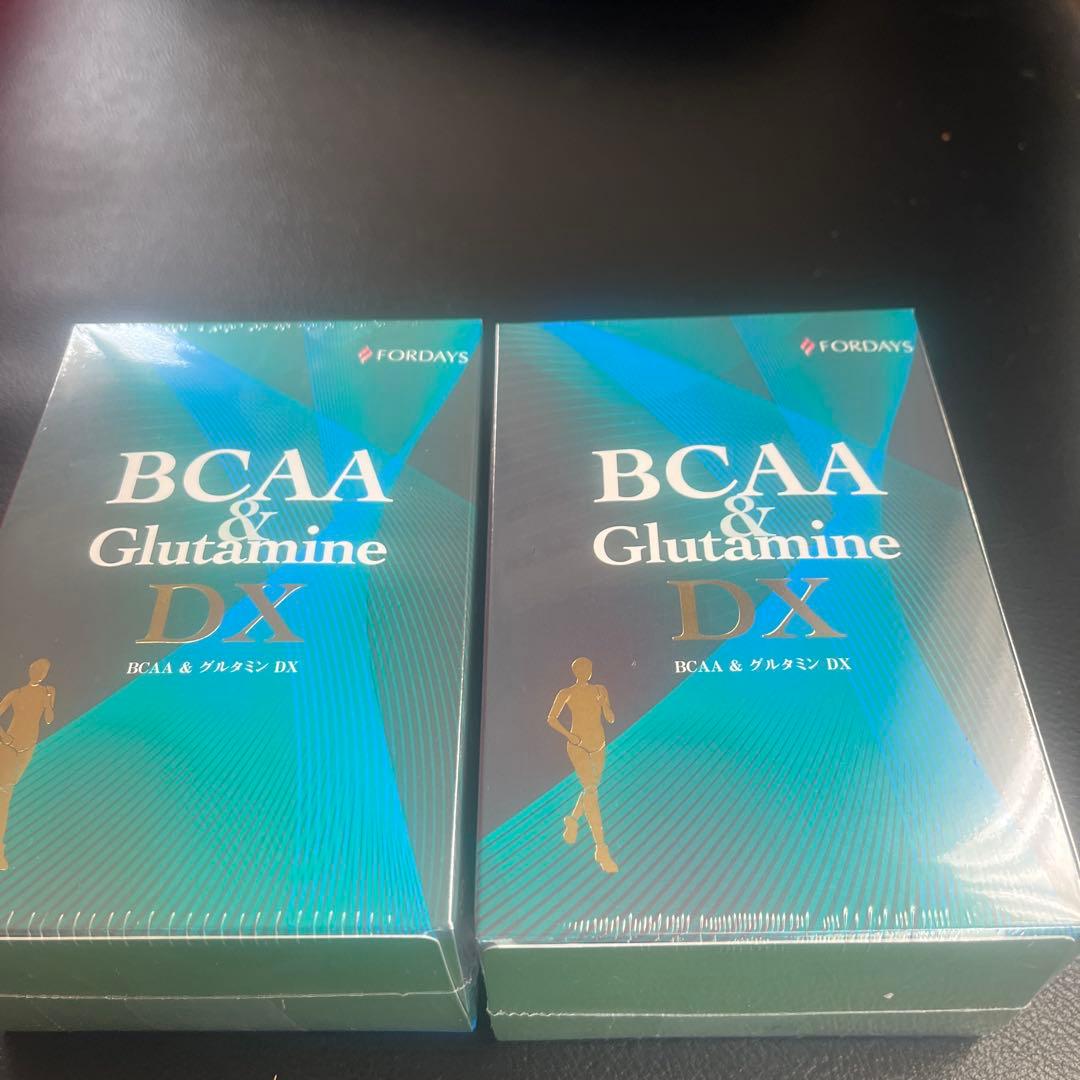 FORDAYS
BCAA
&
Glutamine
DX
BCAA & グルタミン DX
FORDAYS
BCAA
&
Glutamine
DX
BCAA & グルタミン DX